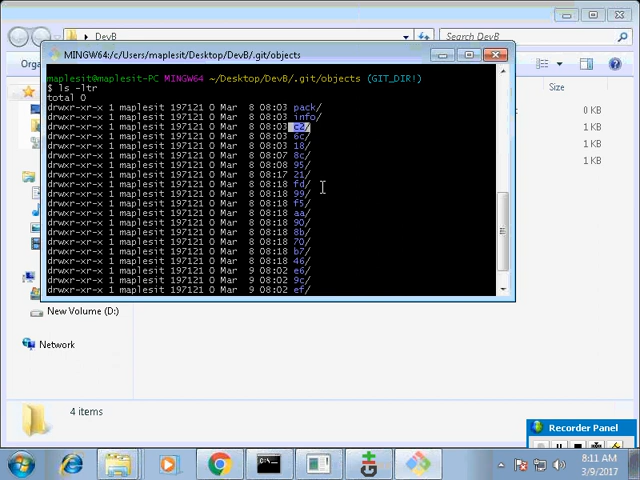 DevB
Search DevB
Orga
Size
MINGW64:/c/Users/maplesit/Desktop/DevB/.git/objects
maplesit@maplesit-PC MINGW64 ~/Desktop/DevB/.git/objects (GIT_DIR!)
$ ls -ltr
total 0
drwxr-xr-x 1 maplesit 197121 0 Mar 8 08:03 pack/
drwxr-xr-x 1 maplesit 197121 0 Mar 8 08:03 info/
drwxr-xr-x 1 maplesit 197121 0 Mar 8 08:03 c2/
drwxr-xr-x 1 maplesit 197121 0 Mar 8 08:03 6c/
drwxr-xr-x 1 maplesit 197121 0 Mar 8 08:03 18/
drwxr-xr-x 1 maplesit 197121 0 Mar 8 08:07 8c/
drwxr-xr-x 1 maplesit 197121 0 Mar 8 08:08 95/
drwxr-xr-x 1 maplesit 197121 0 Mar 8 08:17 21/
drwxr-xr-x 1 maplesit 197121 0 Mar 8 08:18 fd/
drwxr-xr-x 1 maplesit 197121 0 Mar 8 08:18 99/
drwxr-xr-x 1 maplesit 197121 0 Mar 8 08:18 f5/
drwxr-xr-x 1 maplesit 197121 0 Mar 8 08:18 aa/
drwxr-xr-x 1 maplesit 197121 0 Mar 8 08:18 90/
drwxr-xr-x 1 maplesit 197121 0 Mar 8 08:18 8b/
drwxr-xr-x 1 maplesit 197121 0 Mar 8 08:18 70/
drwxr-xr-x 1 maplesit 197121 0 Mar 8 08:18 b7/
drwxr-xr-x 1 maplesit 197121 0 Mar 8 08:18 46/
drwxr-xr-x 1 maplesit 197121 0 Mar 9 08:02 e6/
drwxr-xr-x 1 maplesit 197121 0 Mar 9 08:02 9c/
drwxr-xr-x 1 maplesit 197121 0 Mar 9 08:02 ef/
0 KB
1 KB
1 KB
1 KB
New Volume (D:)
Network
4 items
Recorder Panel
8:11 AM
3/9/2017